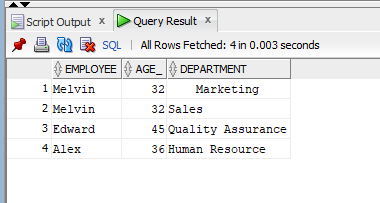 Script Output x Query Result x
SQL | All Rows Fetched: 4 in 0.003 seconds
EMPLOYEE AGE_ DEPARTMENT
1 Melvin 32 Marketing
2 Melvin 32 Sales
3 Edward 45 Quality Assurance
4 Alex 36 Human Resource